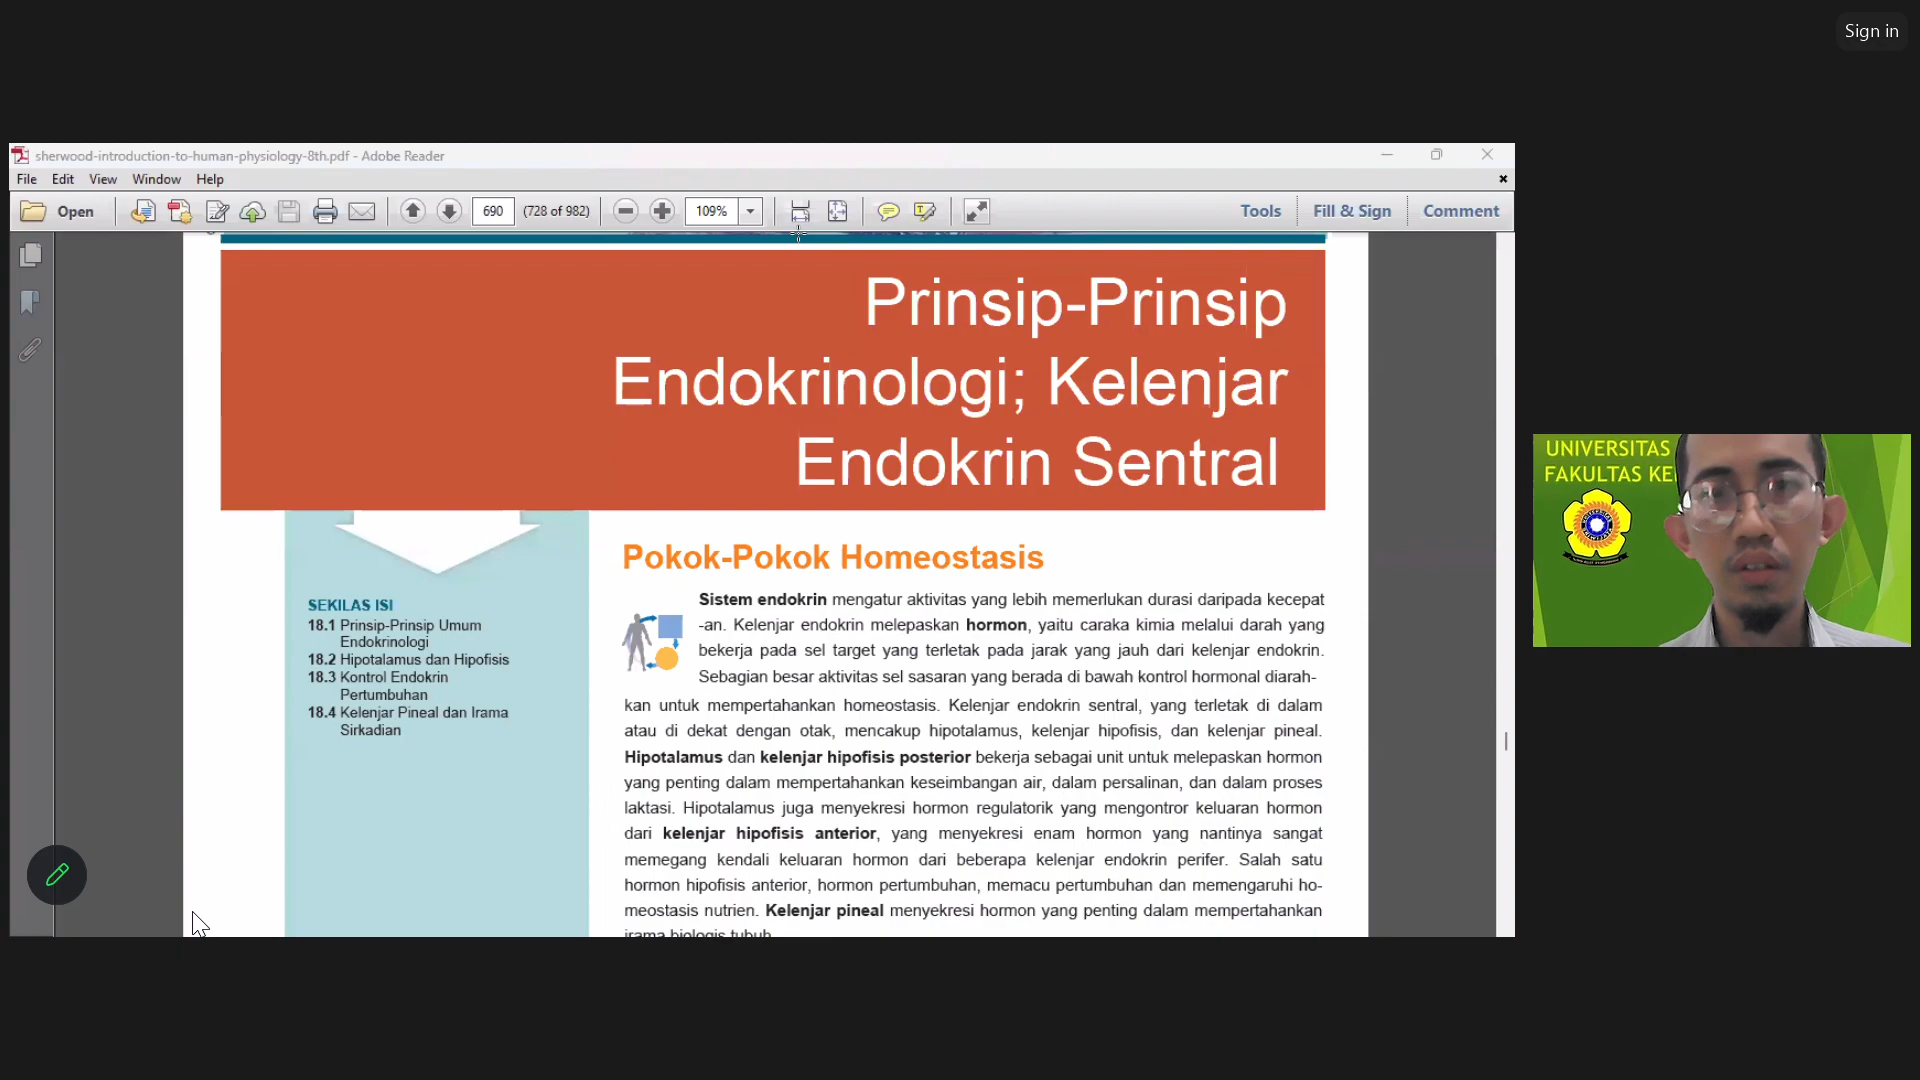 Sign in
sherwood-introduction-to-human-physiology-8th.pdf - Adobe Reader
File Edit View Window Help
Open 690 (728 of 982) 109% Tools Fill & Sign Comment
Prinsip-Prinsip
Endokrinologi; Kelenjar
Endokrin Sentral
SEKILAS ISI
18.1 Prinsip-Prinsip Umum
Endokrinologi
18.2 Hipotalamus dan Hipofisis
18.3 Kontrol Endokrin
Pertumbuhan
18.4 Kelenjar Pineal dan Irama
Sirkadian
Pokok-Pokok Homeostasis
Sistem endokrin mengatur aktivitas yang lebih memerlukan durasi daripada kecepat
-an. Kelenjar endokrin melepaskan hormon, yaitu caraka kimia melalui darah yang
bekerja pada sel target yang terletak pada jarak yang jauh dari kelenjar endokrin.
Sebagian besar aktivitas sel sasaran yang berada di bawah kontrol hormonal diarah-
kan untuk mempertahankan homeostasis. Kelenjar endokrin sentral, yang terletak di dalam
atau di dekat dengan otak, mencakup hipotalamus, kelenjar hipofisis, dan kelenjar pineal.
Hipotalamus dan kelenjar hipofisis posterior bekerja sebagai unit untuk melepaskan hormon
yang penting dalam mempertahankan keseimbangan air, dalam persalinan, dan dalam proses
laktasi. Hipotalamus juga menyekresi hormon regulatorik yang mengontror keluaran hormon
dari kelenjar hipofisis anterior, yang menyekresi enam hormon yang nantinya sangat
memegang kendali keluaran hormon dari beberapa kelenjar endokrin perifer. Salah satu
hormon hipofisis anterior, hormon pertumbuhan, memacu pertumbuhan dan memengaruhi ho-
meostasis nutrien. Kelenjar pineal menyekresi hormon yang penting dalam mempertahankan
irama biologis tubuh.
UNIVERSITAS
FAKULTAS KE